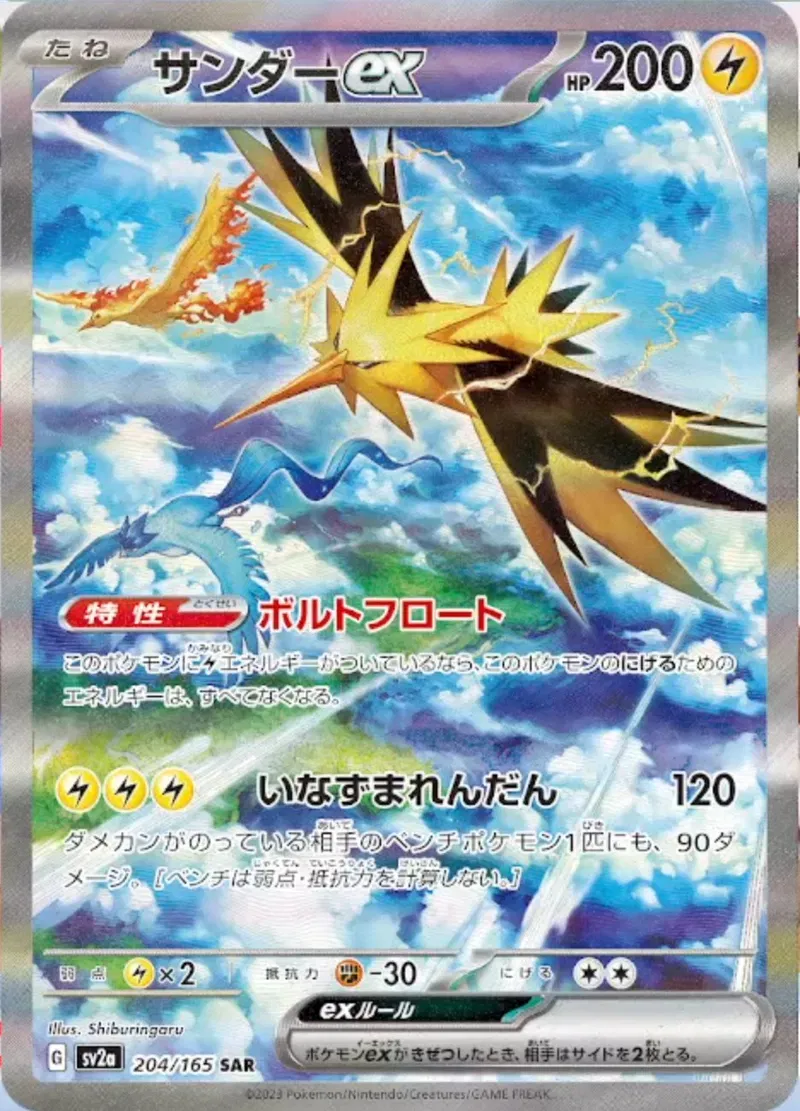 たね サンダーex HP200
特性 とくせい ボルトフロート
このポケモンにエネルギーがついているなら、このポケモンのにげるための
エネルギーは、すべてなくなる。
いなずまれんだん 120
ダメカンがのっている相手のベンチポケモン1匹にも、90ダ
メージ。[ベンチは弱点・抵抗力を計算しない。]
弱点 ×2 抵抗力 -30 にげる
exルール
ポケモンexがきぜつしたとき、相手はサイドを2枚とる。
Illus. Shiburingaru
G sv2a 204/165 SAR
©2023 Pokémon/Nintendo/Creatures/GAME FREAK.